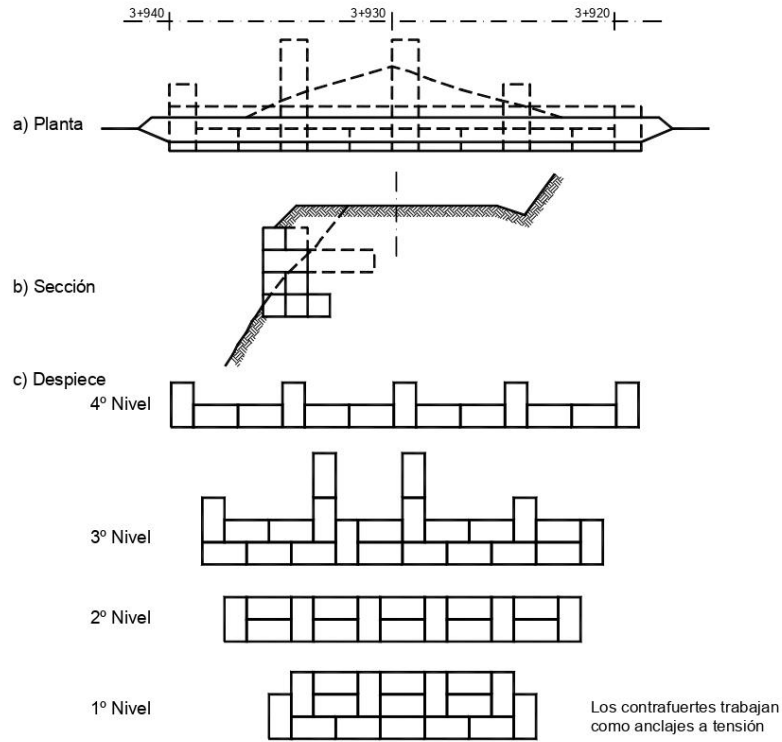 3+940 3+930 3+920
a) Planta
b) Sección
c) Despiece
4º Nivel
3º Nivel
2º Nivel
1º Nivel
Los contrafuertes trabajan
como anclajes a tensión